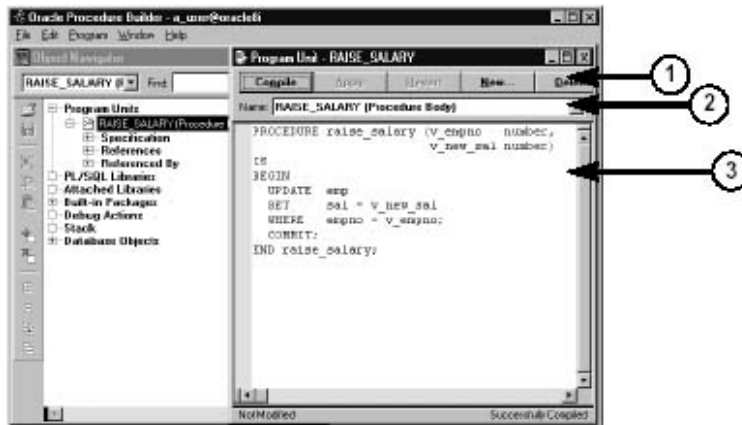 Oracle Procedure Builder - a_user@oracle8i
File Edit Program Window Help
Object Navigator
RAISE_SALARY (P
Find:
Program Units
RAISE_SALARY (Procedure
Specification
References
Referenced By
PL/SQL Libraries
Attached Libraries
Built-in Packages
Debug Actions
Stack
Database Objects
Program Unit - RAISE_SALARY
Compile Apply Revert New... Delete
Name: RAISE_SALARY (Procedure Body)
PROCEDURE raise_salary (v_empno number,
v_new_sal number)
IS
BEGIN
UPDATE emp
SET sal = v_new_sal
WHERE empno = v_empno;
COMMIT;
END raise_salary;
Not Modified
Successfully Compiled
1
2
3